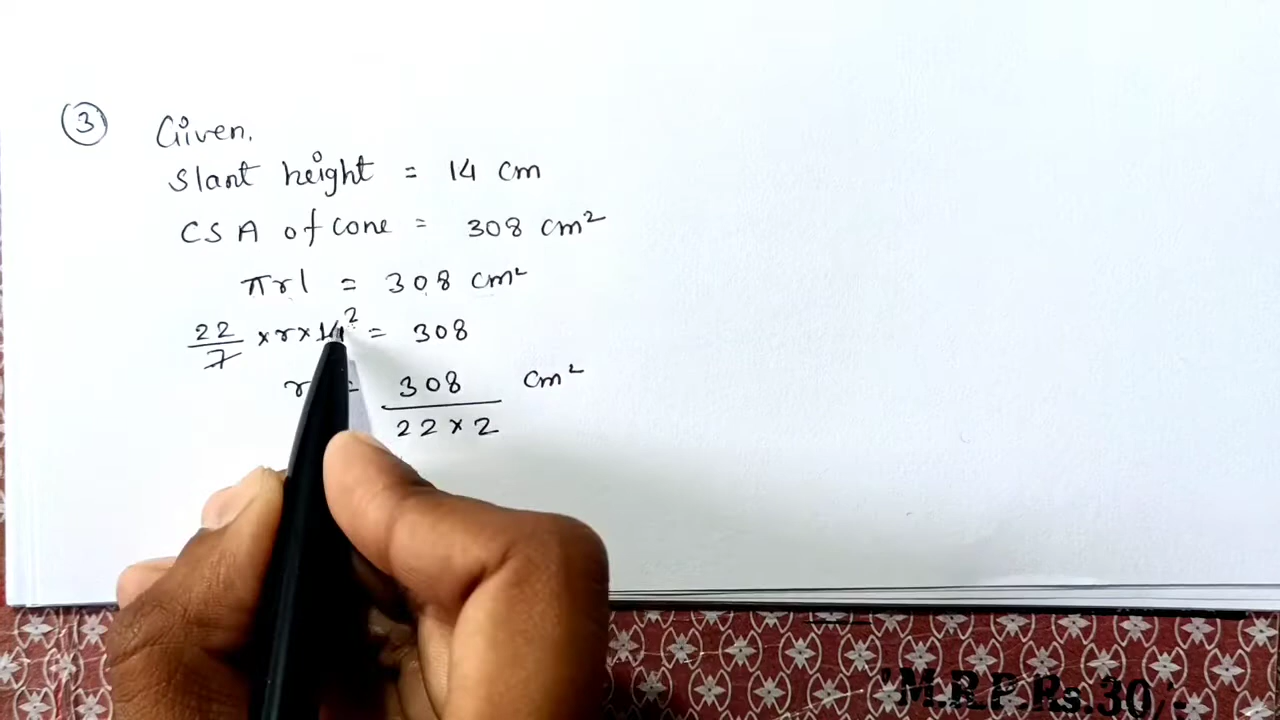 3 Given.
Slant height = 14 cm
CSA of cone = 308 cm²
πrl = 308 cm²
22/7 × r × 14² = 308
r = 308/22×2 cm²
"M.R.P. Rs.30/-